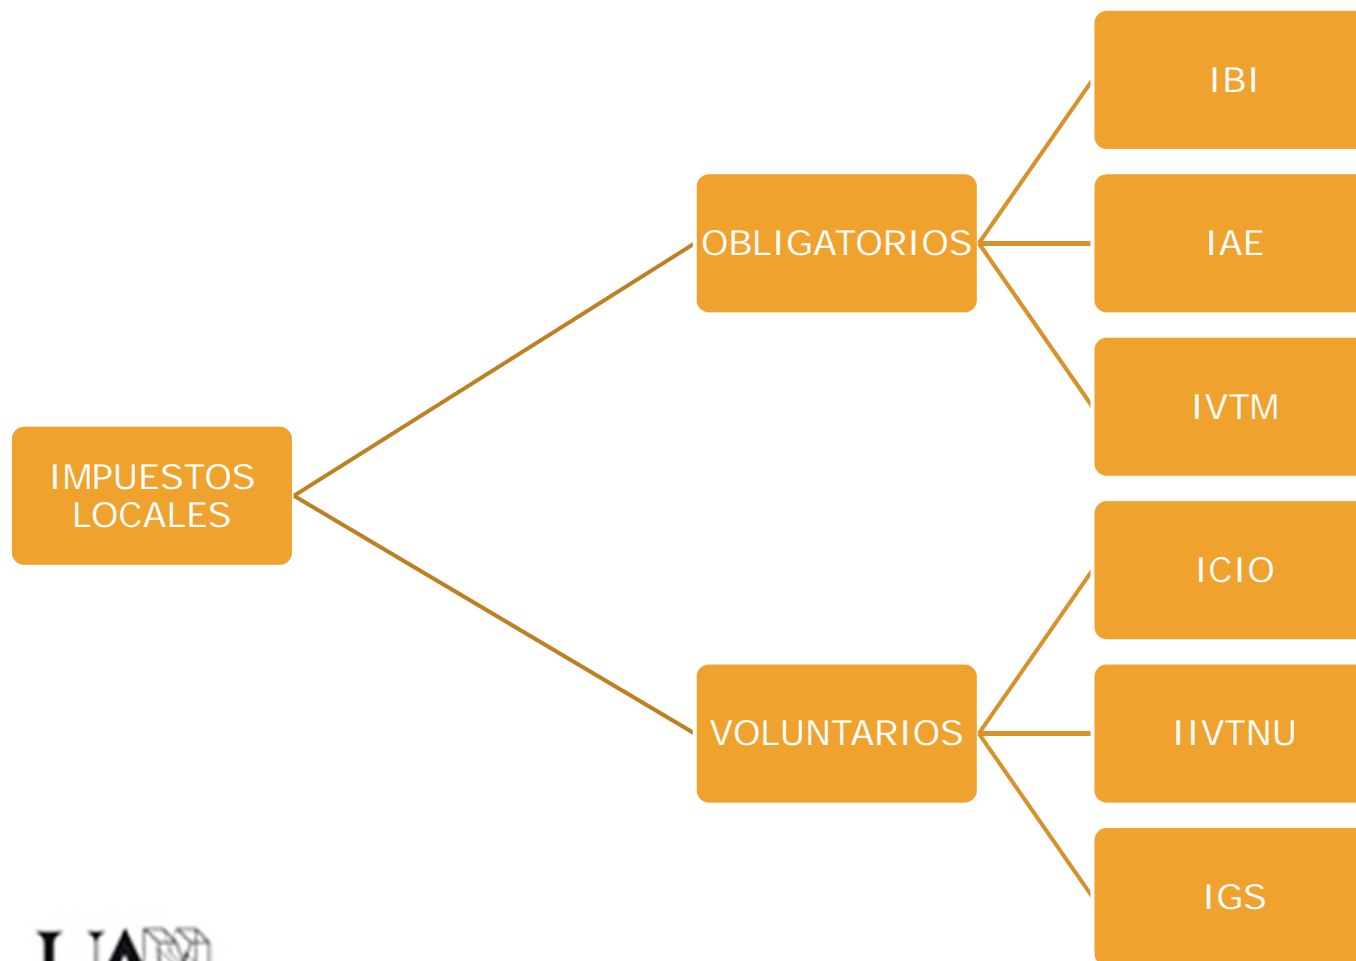 IBI
OBLIGATORIOS
IAE
IVTM
IMPUESTOS
LOCALES
ICIO
VOLUNTARIOS
IIVTNU
IGS